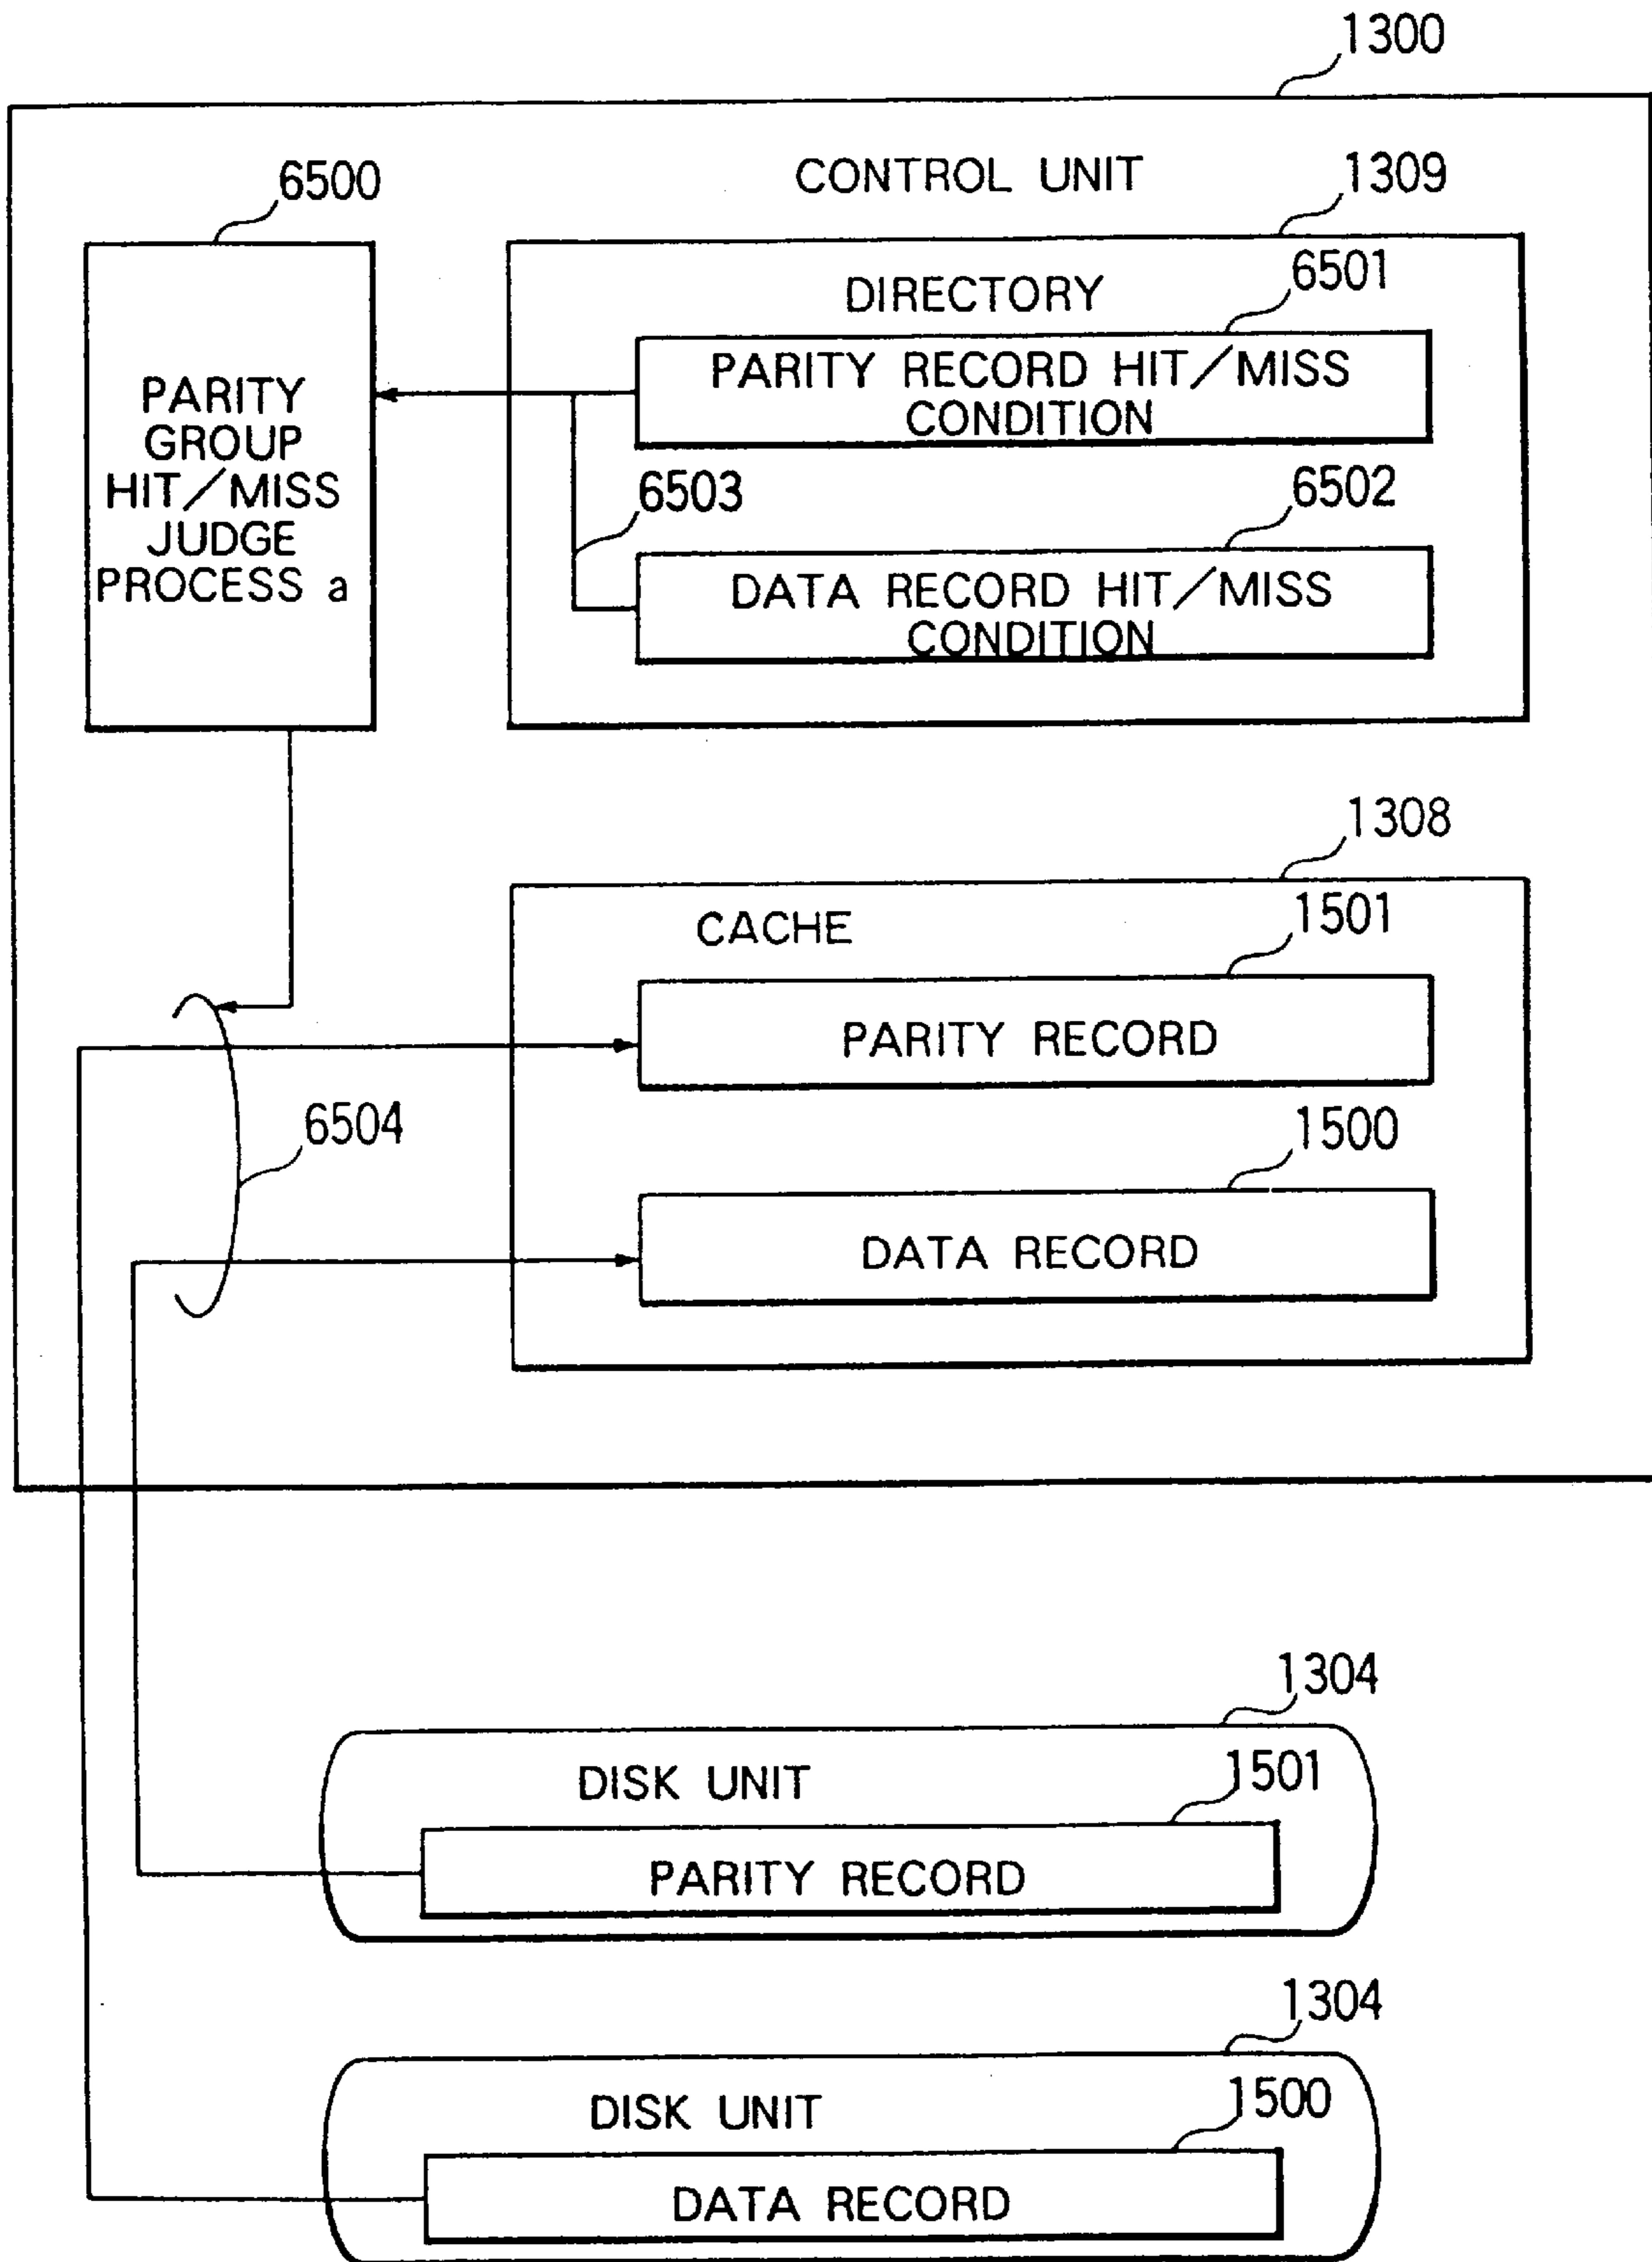 1300
CONTROL UNIT
6500
1309
DIRECTORY
6501
PARITY RECORD HIT/MISS
CONDITION
PARITY
GROUP
HIT/MISS
JUDGE
PROCESS a
6503
6502
DATA RECORD HIT/MISS
CONDITION
1308
CACHE
1501
PARITY RECORD
6504
1500
DATA RECORD
1304
DISK UNIT
1501
PARITY RECORD
1304
DISK UNIT
1500
DATA RECORD